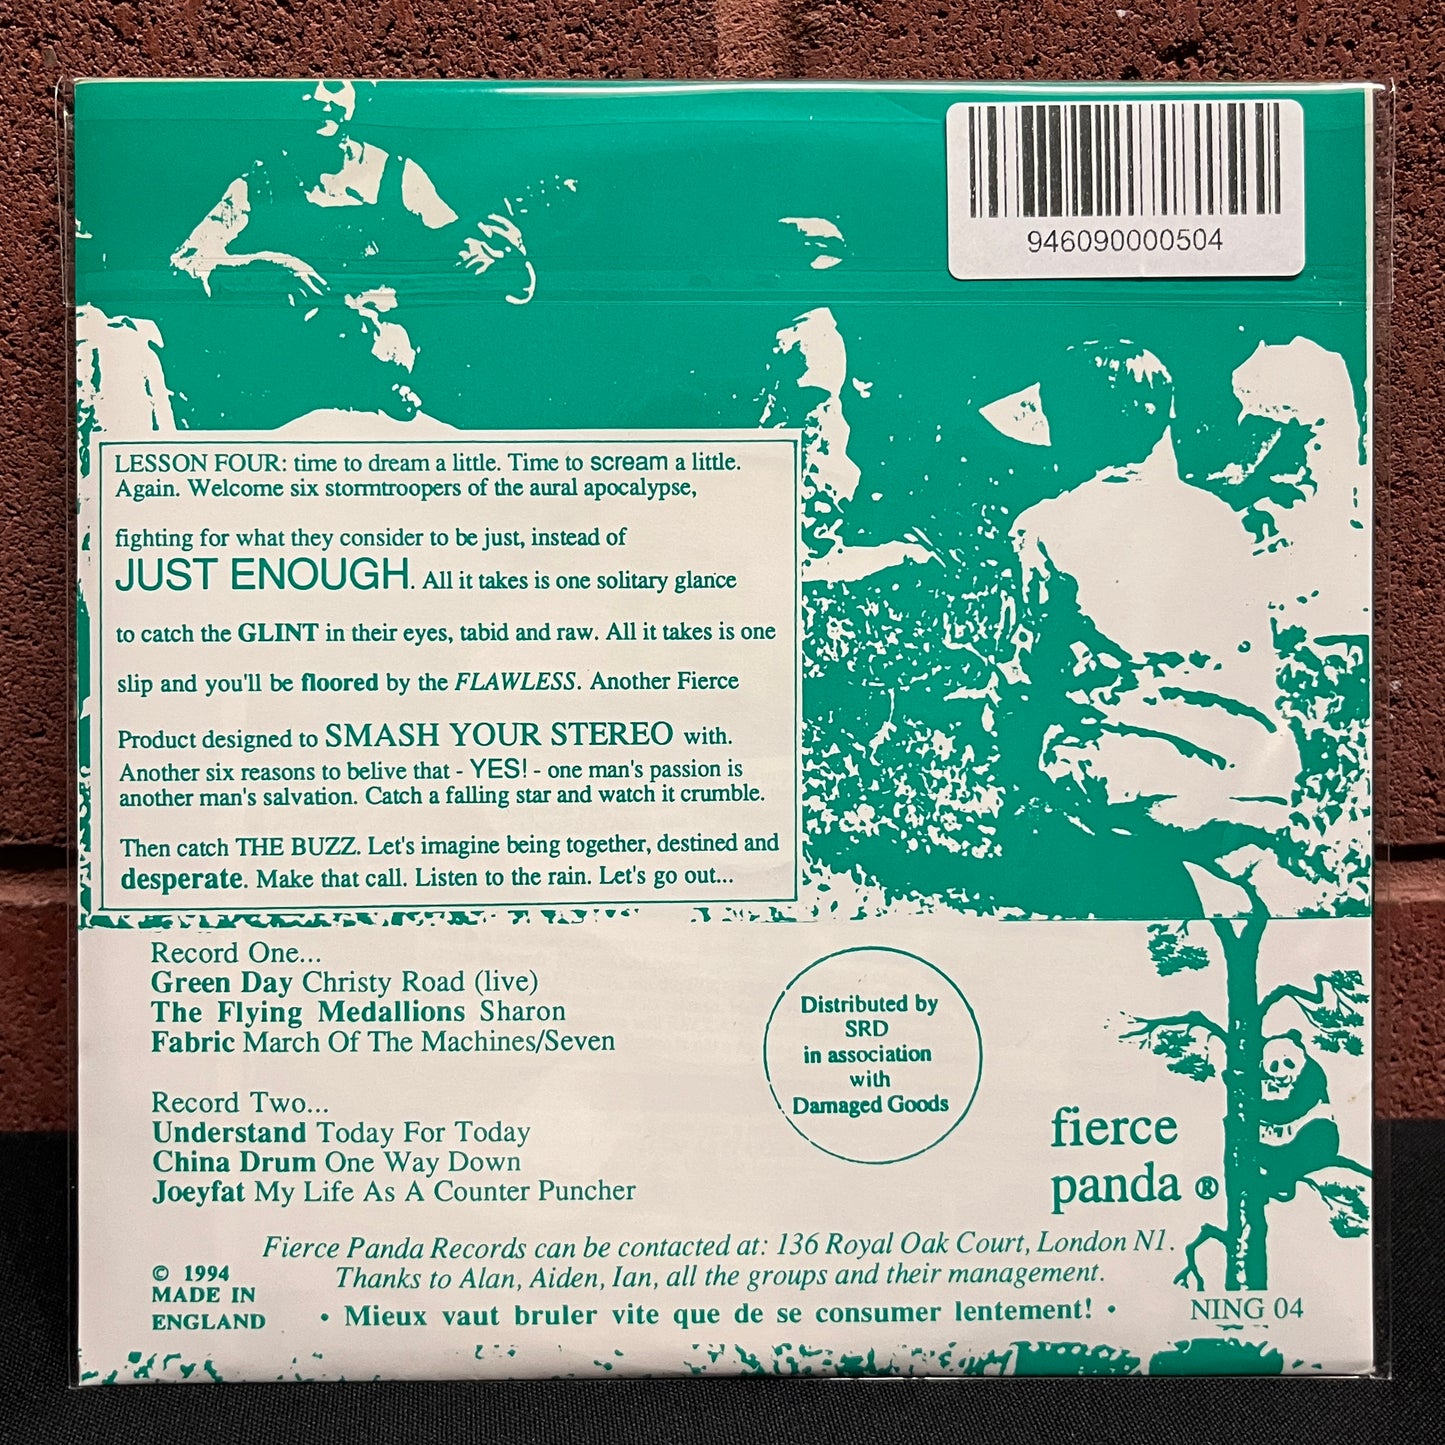 946090000504
LESSON FOUR: time to dream a little. Time to scream a little.
Again. Welcome six stormtroopers of the aural apocalypse,
fighting for what they consider to be just, instead of
JUST ENOUGH. All it takes is one solitary glance
to catch the GLINT in their eyes, tabid and raw. All it takes is one
slip and you'll be floored by the FLAWLESS. Another Fierce
Product designed to SMASH YOUR STEREO with.
Another six reasons to belive that - YES! - one man's passion is
another man's salvation. Catch a falling star and watch it crumble.
Then catch THE BUZZ. Let's imagine being together, destined and
desperate. Make that call. Listen to the rain. Let's go out...
Record One...
Green Day Christy Road (live)
The Flying Medallions Sharon
Fabric March Of The Machines/Seven
Record Two...
Understand Today For Today
China Drum One Way Down
Joeyfat My Life As A Counter Puncher
Distributed by
SRD
in association
with
Damaged Goods
fierce
panda ®
Fierce Panda Records can be contacted at: 136 Royal Oak Court, London N1.
Thanks to Alan, Aiden, Ian, all the groups and their management.
• Mieux vaut bruler vite que de se consumer lentement! •
© 1994
MADE IN
ENGLAND
NING 04